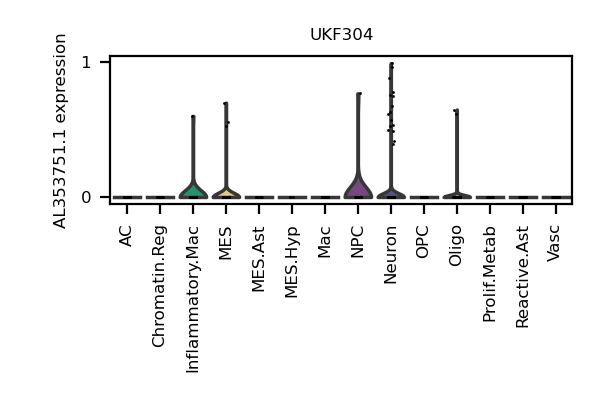 UKF304
AL353751.1 expression
1
0
AC
Chromatin.Reg
Inflammatory.Mac
MES
MES.Ast
MES.Hyp
Mac
NPC
Neuron
OPC
Oligo
Prolif.Metab
Reactive.Ast
Vasc